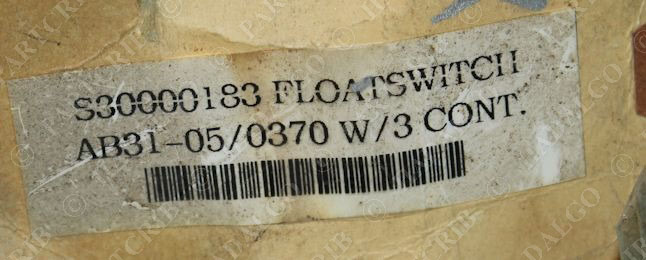 S30000183 FLOATSWITCH
AB31-05/0370 W/3 CONT.